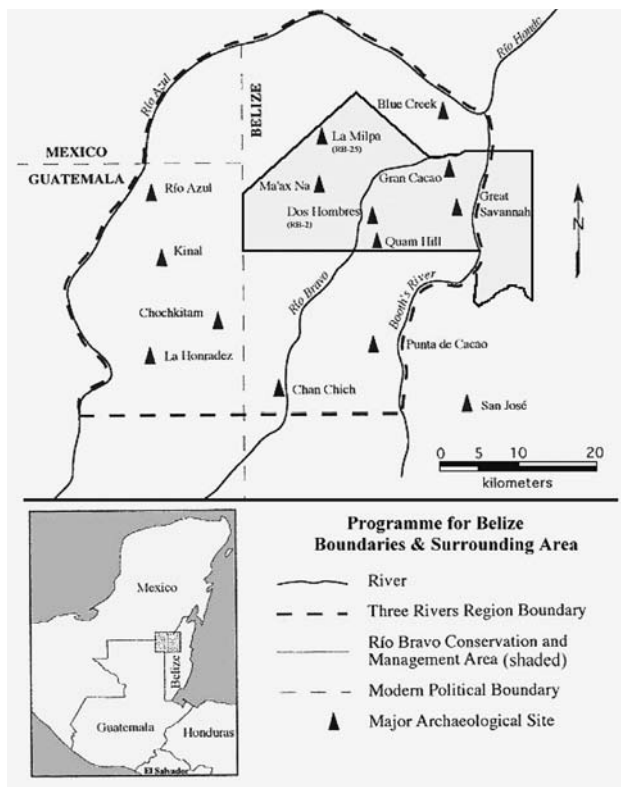 Río Hondo
Río Azul
BELIZE
Blue Creek
La Milpa
(RB-25)
MEXICO
GUATEMALA
Río Azul
Ma'ax Na
Gran Cacao
Dos Hombres
(RB-2)
Great
Savannah
N
Quam Hill
Kinal
Río Bravo
Booth's River
Chochkitam
La Honradez
Punta de Cacao
Chan Chich
San José
0 5 10 20
kilometers
Mexico
Belize
Guatemala
Honduras
El Salvador
Programme for Belize
Boundaries & Surrounding Area
River
Three Rivers Region Boundary
Río Bravo Conservation and
Management Area (shaded)
Modern Political Boundary
Major Archaeological Site